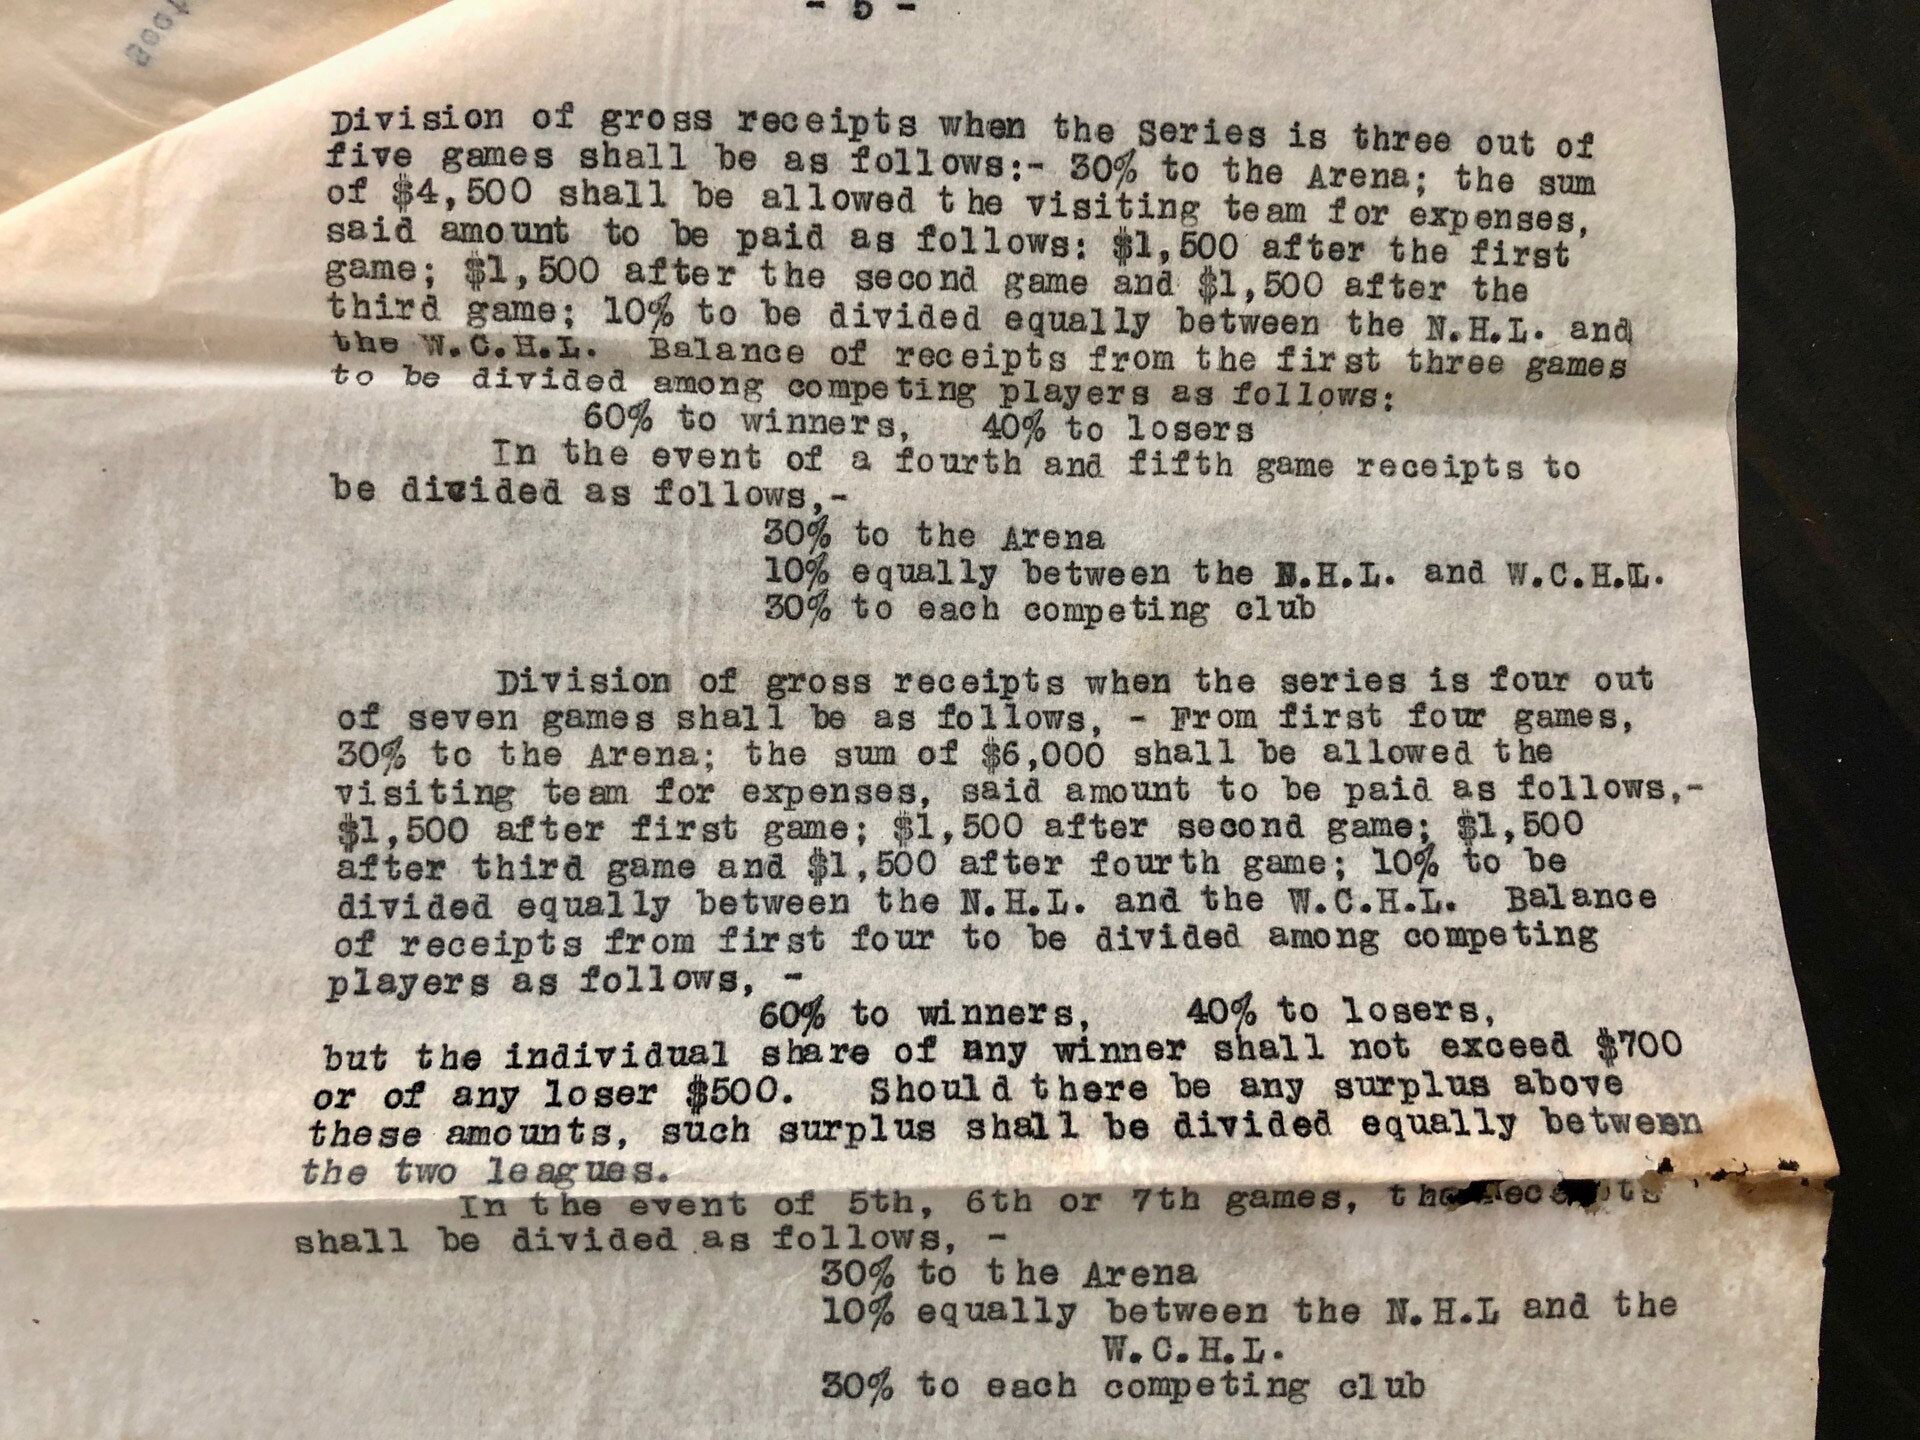 - 5 -
Division of gross receipts when the Series is three out of
five games shall be as follows:- 30% to the Arena; the sum
of $4,500 shall be allowed the visiting team for expenses,
said amount to be paid as follows: $1,500 after the first
game; $1,500 after the second game and $1,500 after the
third game; 10% to be divided equally between the N.H.L. and
the W.C.H.L. Balance of receipts from the first three games
to be divided among competing players as follows:
60% to winners, 40% to losers
In the event of a fourth and fifth game receipts to
be divided as follows,-
30% to the Arena
10% equally between the N.H.L. and W.C.H.L.
30% to each competing club
Division of gross receipts when the series is four out
of seven games shall be as follows, - From first four games,
30% to the Arena; the sum of $6,000 shall be allowed the
visiting team for expenses, said amount to be paid as follows,-
$1,500 after first game; $1,500 after second game; $1,500
after third game and $1,500 after fourth game; 10% to be
divided equally between the N.H.L. and the W.C.H.L. Balance
of receipts from first four to be divided among competing
players as follows, -
60% to winners, 40% to losers,
but the individual share of any winner shall not exceed $700
or of any loser $500. Should there be any surplus above
these amounts, such surplus shall be divided equally between
the two leagues.
In the event of 5th, 6th or 7th games, the receipts
shall be divided as follows, -
30% to the Arena
10% equally between the N.H.L and the
W.C.H.L.
30% to each competing club